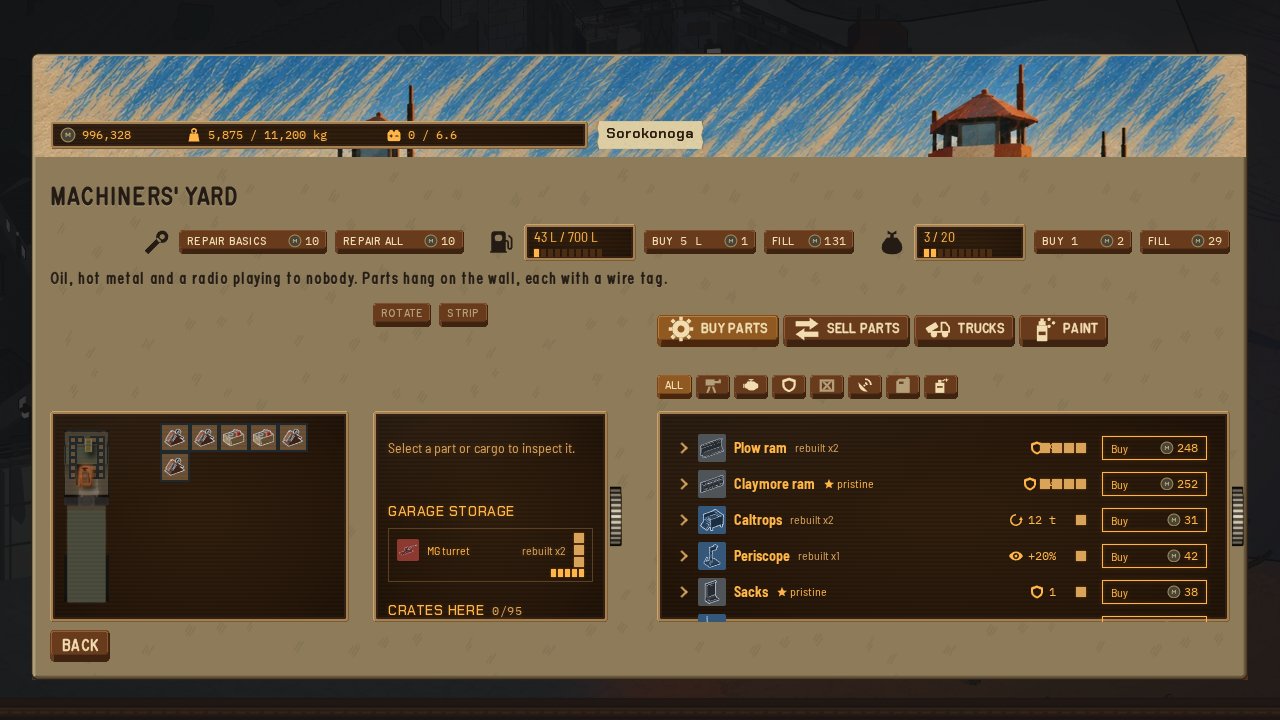 996,328
5,875 / 11,200 kg
0 / 6.6
Sorokonoga
MACHINERS' YARD
REPAIR BASICS M 10
REPAIR ALL M 10
43 L / 700 L
BUY 5 L M 1
FILL M 131
3 / 20
BUY 1 M 2
FILL M 29
Oil, hot metal and a radio playing to nobody. Parts hang on the wall, each with a wire tag.
ROTATE
STRIP
BUY PARTS
SELL PARTS
TRUCKS
PAINT
ALL
Select a part or cargo to inspect it.
GARAGE STORAGE
MG turret rebuilt x2
CRATES HERE 0/95
Plow ram rebuilt x2 Buy M 248
Claymore ram pristine Buy M 252
Caltrops rebuilt x2 12 t Buy M 31
Periscope rebuilt x1 +20% Buy M 42
Sacks pristine 1 Buy M 38
BACK